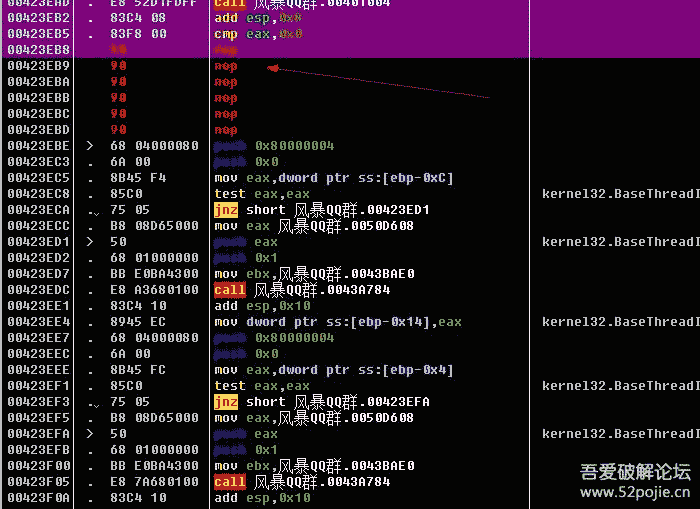 00423EAD . E8 52D1FDFF call 风暴QQ群.00401004
00423EB2 . 83C4 08 add esp,0x8
00423EB5 . 83F8 00 cmp eax,0x0
00423EB8 90 nop
00423EB9 90 nop
00423EBA 90 nop
00423EBB 90 nop
00423EBC 90 nop
00423EBD 90 nop
00423EBE > 68 04000080 push 0x80000004
00423EC3 . 6A 00 push 0x0
00423EC5 . 8B45 F4 mov eax,dword ptr ss:[ebp-0xC]
00423EC8 . 85C0 test eax,eax kernel32.BaseThreadI
00423ECA . 75 05 jnz short 风暴QQ群.00423ED1
00423ECC . B8 08D65000 mov eax 风暴QQ群.0050D608
00423ED1 > 50 push eax kernel32.BaseThreadI
00423ED2 . 68 01000000 push 0x1
00423ED7 . BB E0BA4300 mov ebx,风暴QQ群.0043BAE0
00423EDC . E8 A3680100 call 风暴QQ群.0043A784
00423EE1 . 83C4 10 add esp,0x10
00423EE4 . 8945 EC mov dword ptr ss:[ebp-0x14],eax kernel32.BaseThreadI
00423EE7 . 68 04000080 push 0x80000004
00423EEC . 6A 00 push 0x0
00423EEE . 8B45 FC mov eax,dword ptr ss:[ebp-0x4]
00423EF1 . 85C0 test eax,eax kernel32.BaseThreadI
00423EF3 . 75 05 jnz short 风暴QQ群.00423EFA
00423EF5 . B8 08D65000 mov eax,风暴QQ群.0050D608
00423EFA > 50 push eax kernel32.BaseThreadI
00423EFB . 68 01000000 push 0x1
00423F00 . BB E0BA4300 mov ebx,风暴QQ群.0043BAE0
00423F05 . E8 7A680100 call 风暴QQ群.0043A784
00423F0A . 83C4 10 add esp,0x10
吾爱破解论坛
www.52pojie.cn